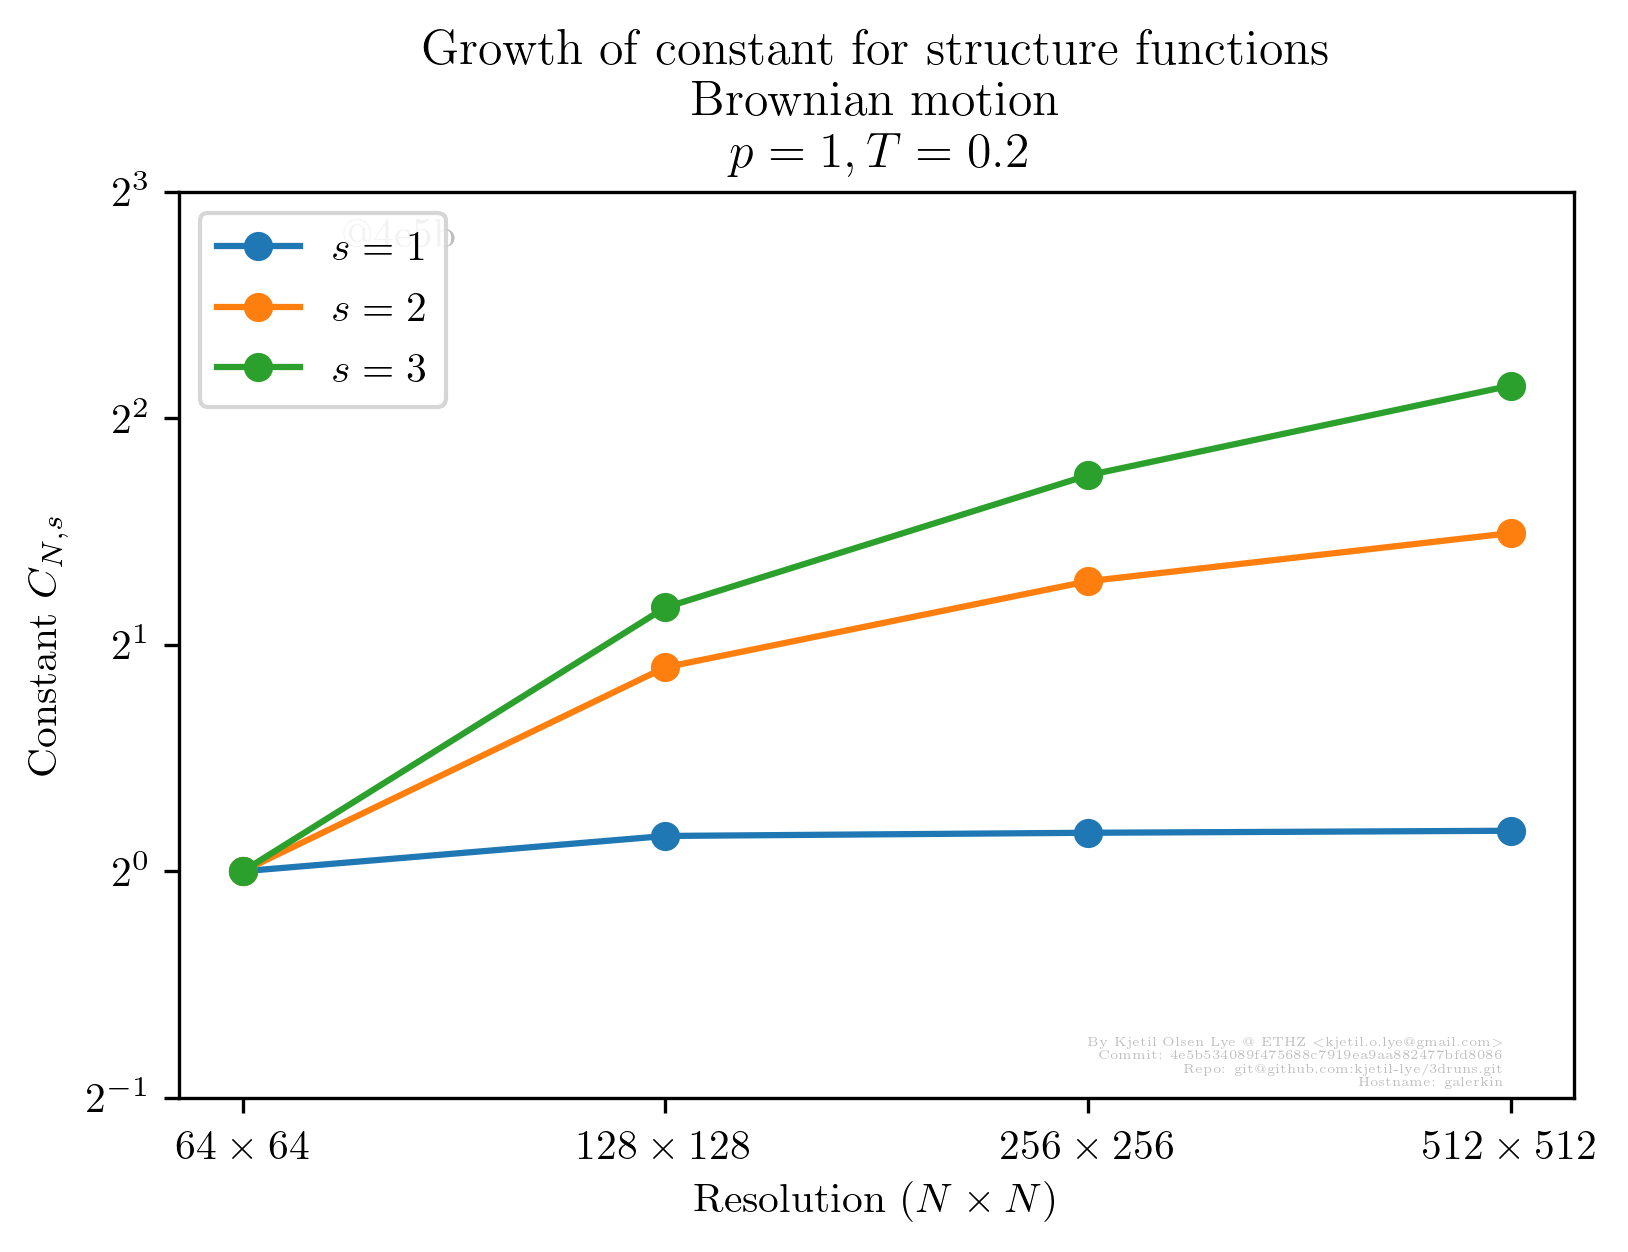 Growth of constant for structure functions
Brownian motion
p = 1, T = 0.2
2^3
2^2
2^1
2^0
2^{-1}
Constant C_{N,s}
@4e5b
s = 1
s = 2
s = 3
By Kjetil Olsen Lye @ ETHZ <kjetil.o.lye@gmail.com>
Commit: 4e5b534089f475688c7919ea9aa882477bfd8086
Repo: git@github.com:kjetil-lye/3druns.git
Hostname: galerkin
64 × 64
128 × 128
256 × 256
512 × 512
Resolution (N × N)